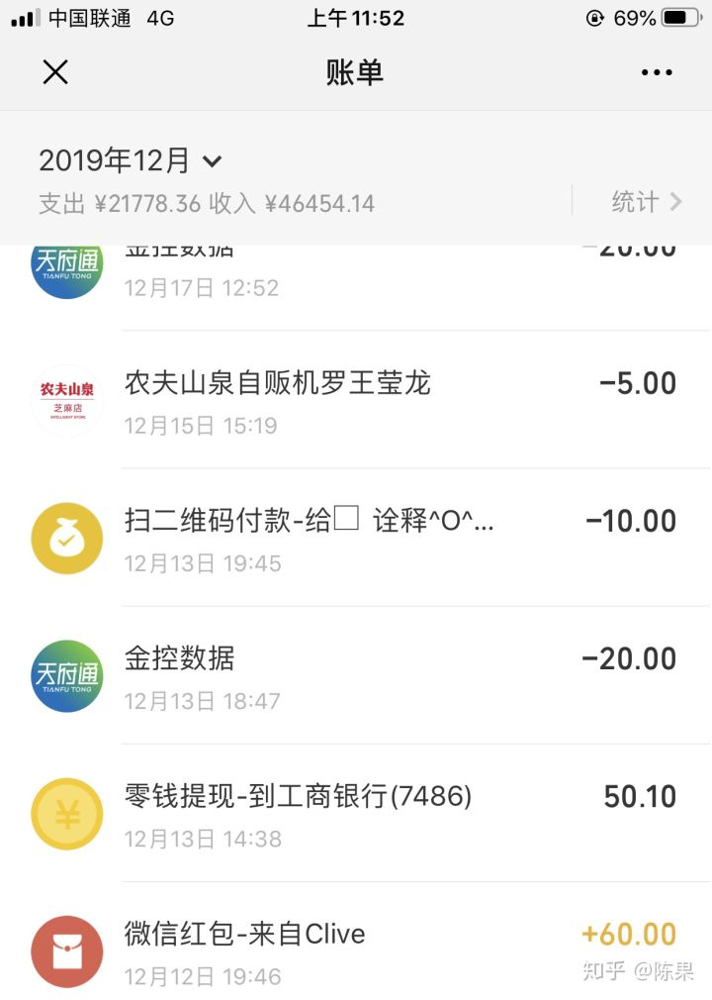 中国联通 4G 上午11:52 69%
账单
2019年12月
支出 ¥21778.36 收入 ¥46454.14 统计
天府通
TIANFU TONG
金控数据 -20.00
12月17日 12:52
农夫山泉
芝麻店
INTELLIGENT STORE
农夫山泉自贩机罗王莹龙 -5.00
12月15日 15:19
扫二维码付款-给□ 诠释^O^... -10.00
12月13日 19:45
天府通
TIANFU TONG
金控数据 -20.00
12月13日 18:47
零钱提现-到工商银行(7486) 50.10
12月13日 14:38
微信红包-来自Clive +60.00
12月12日 19:46
知乎 @陈果